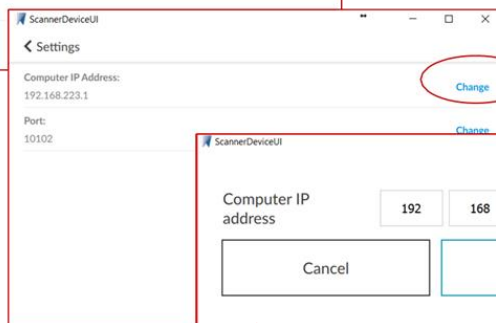 ScannerDeviceUI
Settings
Computer IP Address:
192.168.223.1
Change
Port:
10102
Change
ScannerDeviceUI
Computer IP
address
192
168
Cancel